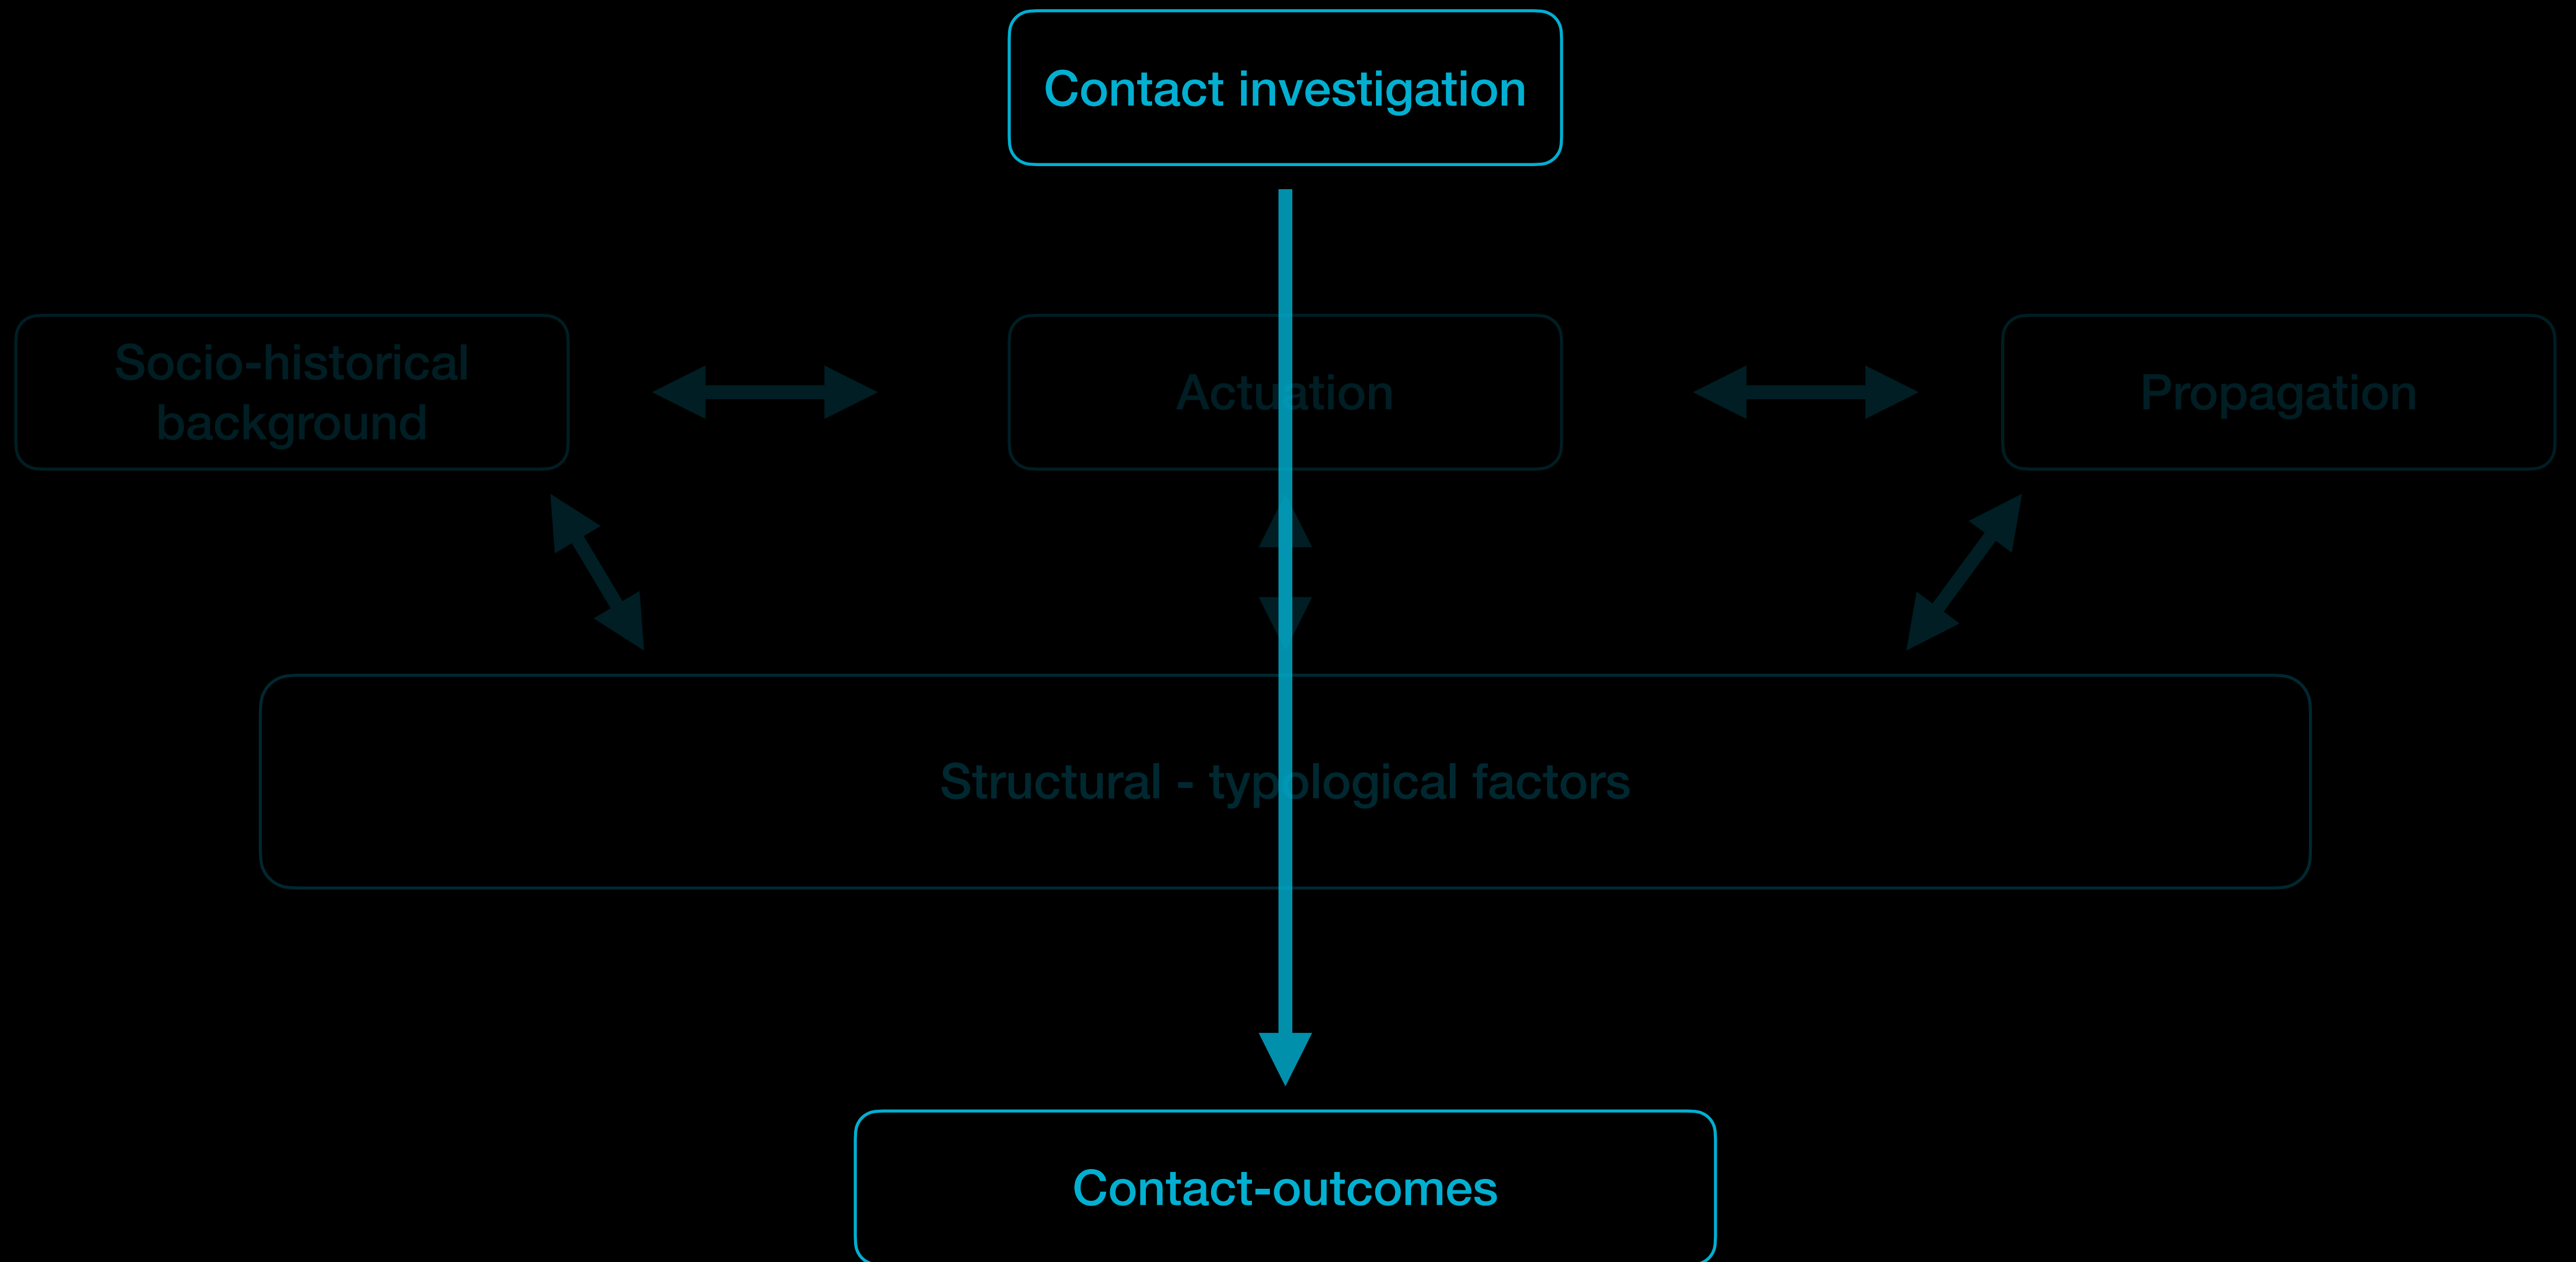 Contact investigation
Socio-historical
background
Actuation
Propagation
Structural - typological factors
Contact-outcomes